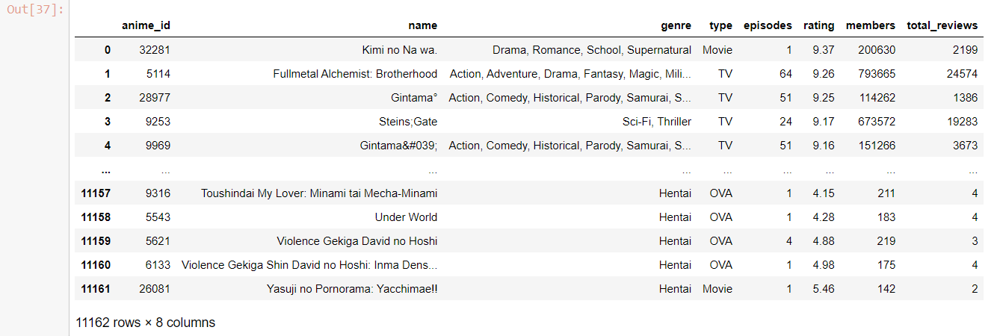 Out[37]:
anime_id name genre type episodes rating members total_reviews
0 32281 Kimi no Na wa. Drama, Romance, School, Supernatural Movie 1 9.37 200630 2199
1 5114 Fullmetal Alchemist: Brotherhood Action, Adventure, Drama, Fantasy, Magic, Mili... TV 64 9.26 793665 24574
2 28977 Gintama° Action, Comedy, Historical, Parody, Samurai, S... TV 51 9.25 114262 1386
3 9253 Steins;Gate Sci-Fi, Thriller TV 24 9.17 673572 19283
4 9969 Gintama&#039; Action, Comedy, Historical, Parody, Samurai, S... TV 51 9.16 151266 3673
... ... ... ... ... ... ... ... ...
11157 9316 Toushindai My Lover: Minami tai Mecha-Minami Hentai OVA 1 4.15 211 4
11158 5543 Under World Hentai OVA 1 4.28 183 4
11159 5621 Violence Gekiga David no Hoshi Hentai OVA 4 4.88 219 3
11160 6133 Violence Gekiga Shin David no Hoshi: Inma Dens... Hentai OVA 1 4.98 175 4
11161 26081 Yasuji no Pornorama: Yacchimae!! Hentai Movie 1 5.46 142 2
11162 rows × 8 columns